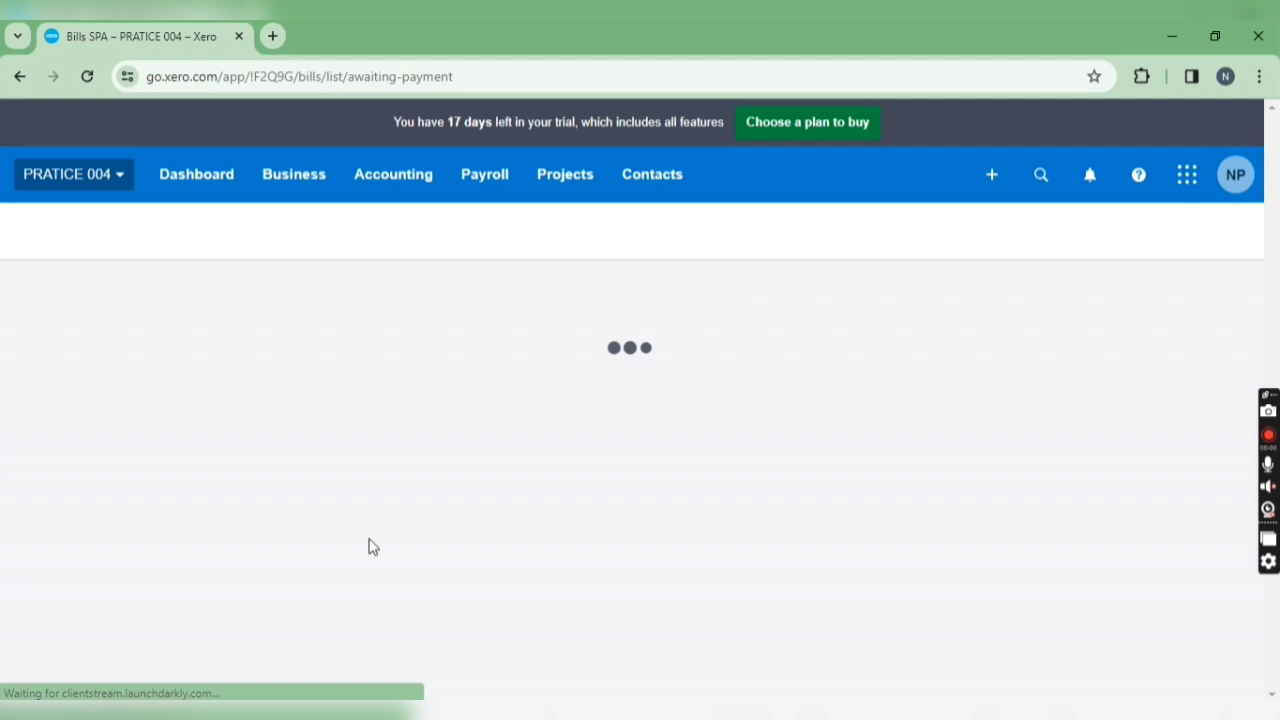 Bills SPA – PRATICE 004 – Xero
go.xero.com/app/!F2Q9G/bills/list/awaiting-payment
N
You have 17 days left in your trial, which includes all features
Choose a plan to buy
PRATICE 004
Dashboard
Business
Accounting
Payroll
Projects
Contacts
NP
00:00
Waiting for clientstream.launchdarkly.com...